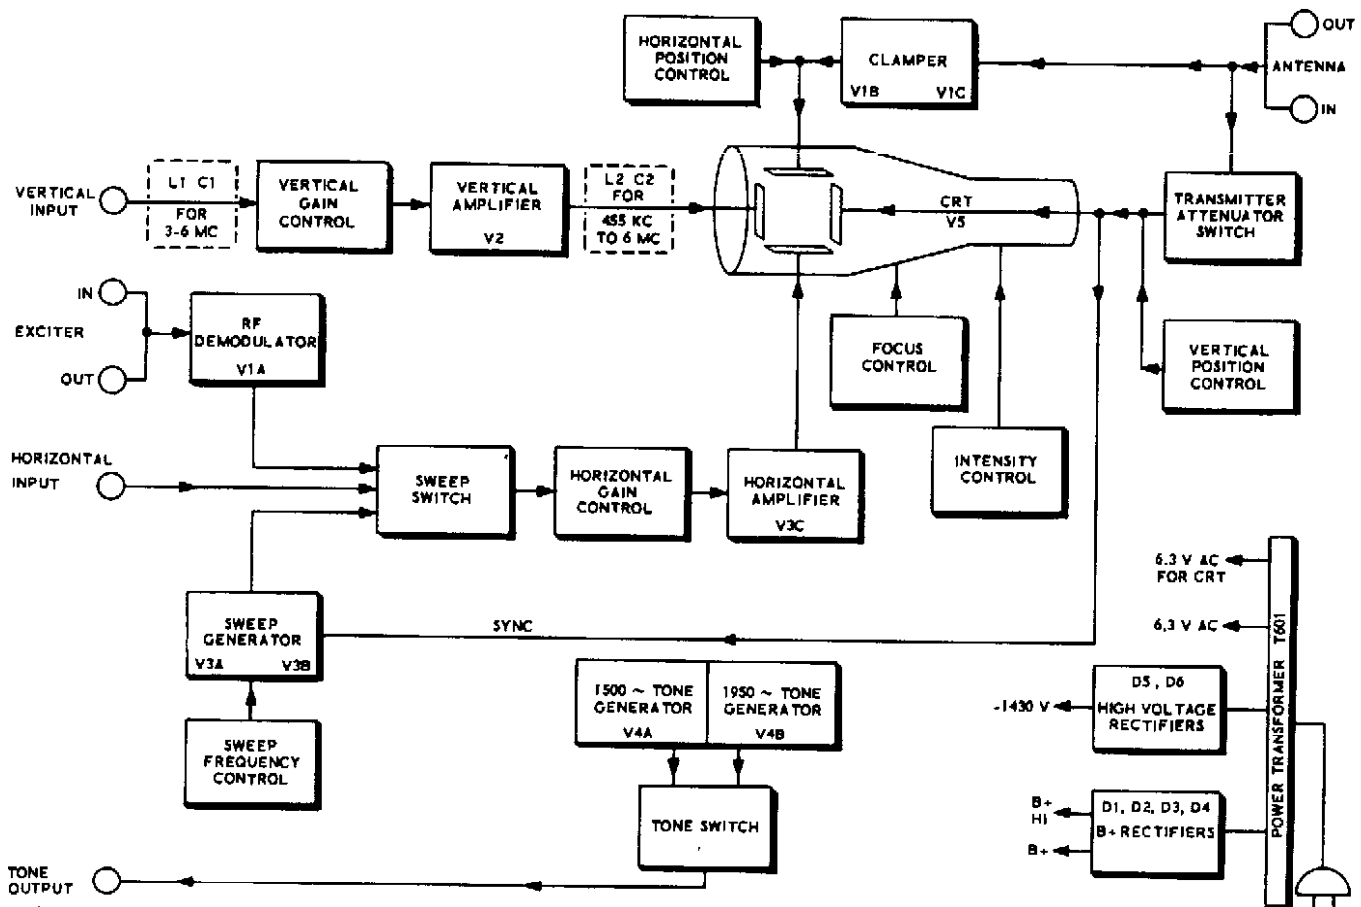 HORIZONTAL
POSITION
CONTROL
CLAMPER
V1B V1C
OUT
ANTENNA
IN
VERTICAL
INPUT
L1 C1
FOR
3-6 MC
VERTICAL
GAIN
CONTROL
VERTICAL
AMPLIFIER
V2
L2 C2
FOR
455 KC
TO 6 MC
CRT
V5
TRANSMITTER
ATTENUATOR
SWITCH
IN
EXCITER
OUT
RF
DEMODULATOR
V1A
FOCUS
CONTROL
VERTICAL
POSITION
CONTROL
HORIZONTAL
INPUT
SWEEP
SWITCH
HORIZONTAL
GAIN
CONTROL
HORIZONTAL
AMPLIFIER
V3C
INTENSITY
CONTROL
SWEEP
GENERATOR
V3A V3B
SYNC
SWEEP
FREQUENCY
CONTROL
1500 ~ TONE
GENERATOR
V4A
1950 ~ TONE
GENERATOR
V4B
TONE SWITCH
TONE
OUTPUT
6.3 V AC
FOR CRT
6.3 V AC
-1430 V
D5, D6
HIGH VOLTAGE
RECTIFIERS
B+
HI
B+
D1, D2, D3, D4
B+ RECTIFIERS
POWER TRANSFORMER T601